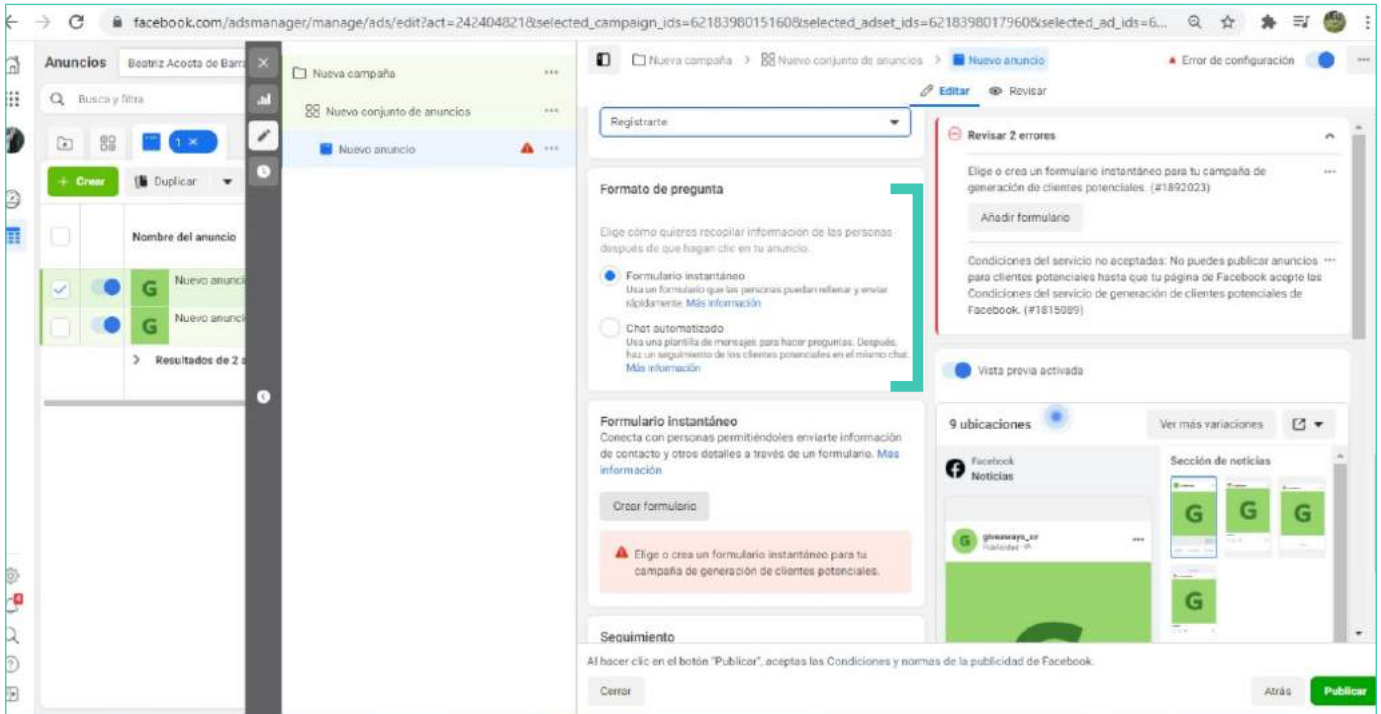 facebook.com/adsmanager/manage/ads/edit?act=242404821&selected_campaign_ids=6218398015160&selected_adset_ids=6218398017960&selected_ad_ids=6...
Anuncios
Beatriz Acosta de Barr
Busca y filtra
1 ×
+ Crear
Duplicar
Nombre del anuncio
G
Nuevo anunci
G
Nuevo anunci
Resultados de 2 a
Nueva campaña
Nuevo conjunto de anuncios
Nuevo anuncio
Nueva campaña > Nuevo conjunto de anuncios > Nuevo anuncio
Error de configuración
Editar
Revisar
Registrarte
Formato de pregunta
Elige cómo quieres recopilar información de las personas
después de que hagan clic en tu anuncio.
Formulario instantáneo
Usa un formulario que las personas puedan rellenar y enviar
rápidamente. Más información
Chat automatizado
Usa una plantilla de mensajes para hacer preguntas. Después,
haz un seguimiento de los clientes potenciales en el mismo chat.
Más información
Formulario instantáneo
Conecta con personas permitiéndoles enviarte información
de contacto y otros detalles a través de un formulario. Más
información
Crear formulario
Elige o crea un formulario instantáneo para tu
campaña de generación de clientes potenciales.
Seguimiento
Revisar 2 errores
Elige o crea un formulario instantáneo para tu campaña de
generación de clientes potenciales. (#1892023)
Añadir formulario
Condiciones del servicio no aceptadas: No puedes publicar anuncios
para clientes potenciales hasta que tu página de Facebook acepte las
Condiciones del servicio de generación de clientes potenciales de
Facebook. (#1815089)
Vista previa activada
9 ubicaciones
Ver más variaciones
Facebook
Noticias
Sección de noticias
G
giveaways_sv
Publicidad
G
G
G
G
Al hacer clic en el botón "Publicar", aceptas las Condiciones y normas de la publicidad de Facebook.
Cerrar
Atrás
Publicar